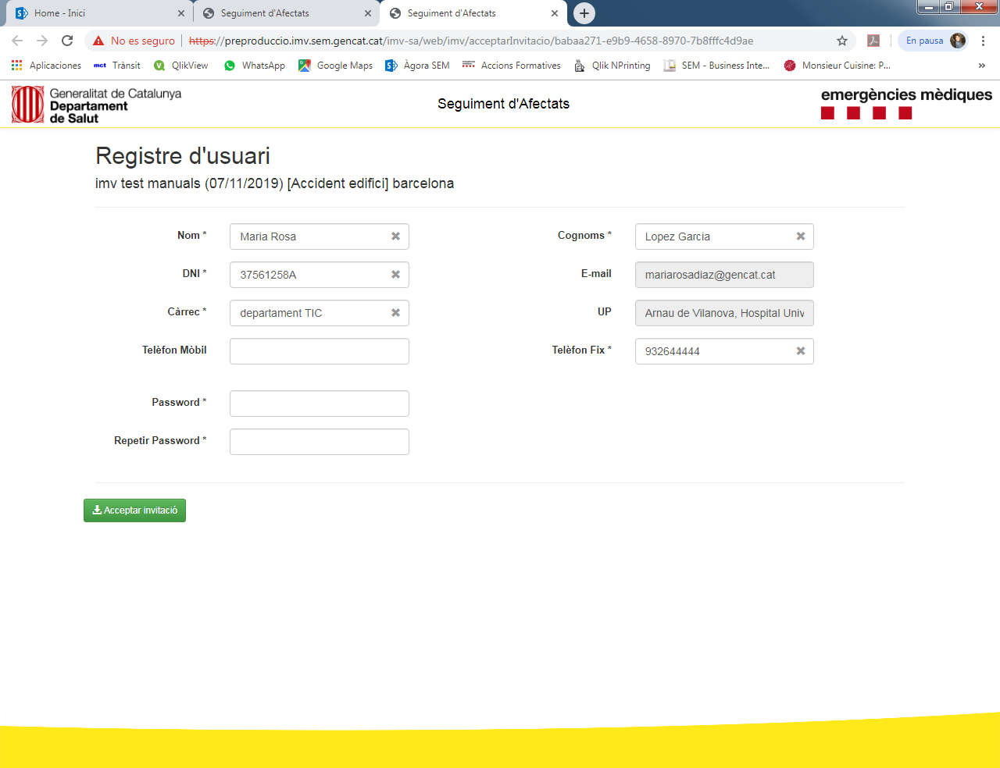 Home - Inici
Seguiment d'Afectats
Seguiment d'Afectats
No es seguro
https://preproduccio.imv.sem.gencat.cat/imv-sa/web/imv/acceptarInvitacio/babaa271-e9b9-4658-8970-7b8fffc4d9ae
En pausa
Aplicaciones
mct Trànsit
QlikView
WhatsApp
Google Maps
Àgora SEM
Accions Formatives
Qlik NPrinting
SEM - Business Inte...
Monsieur Cuisine: P...
»
Generalitat de Catalunya
Departament
de Salut
Seguiment d'Afectats
emergències mèdiques
Registre d'usuari
imv test manuals (07/11/2019) [Accident edifici] barcelona
Nom * Maria Rosa
Cognoms * Lopez Garcia
DNI * 37561258A
E-mail mariarosadiaz@gencat.cat
Càrrec * departament TIC
UP Arnau de Vilanova, Hospital Univ
Telèfon Mòbil
Telèfon Fix * 932644444
Password *
Repetir Password *
Acceptar invitació